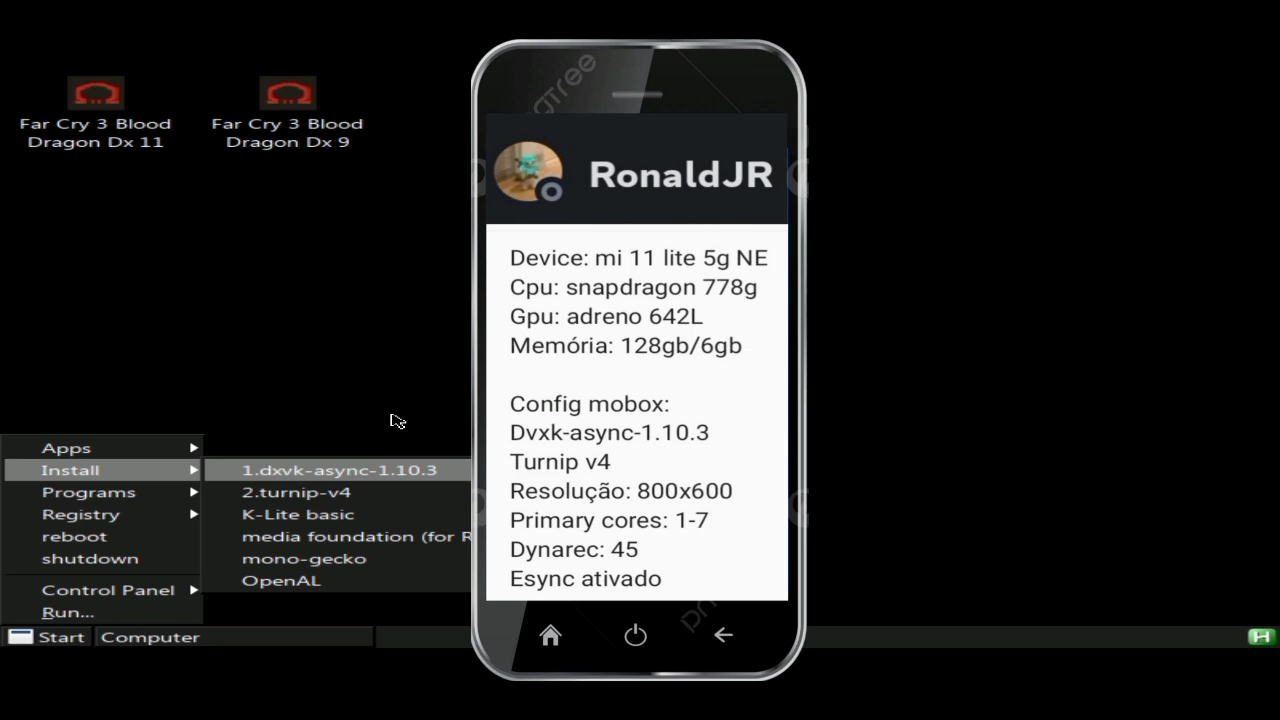 Far Cry 3 Blood
Dragon Dx 11
Far Cry 3 Blood
Dragon Dx 9
RonaldJR
Device: mi 11 lite 5g NE
Cpu: snapdragon 778g
Gpu: adreno 642L
Memória: 128gb/6gb
Config mobox:
Dvxk-async-1.10.3
Turnip v4
Resolução: 800x600
Primary cores: 1-7
Dynarec: 45
Esync ativado
Apps
Install
Programs
Registry
reboot
shutdown
Control Panel
Run...
1.dxvk-async-1.10.3
2.turnip-v4
K-Lite basic
media foundation (for R
mono-gecko
OpenAL
Start
Computer